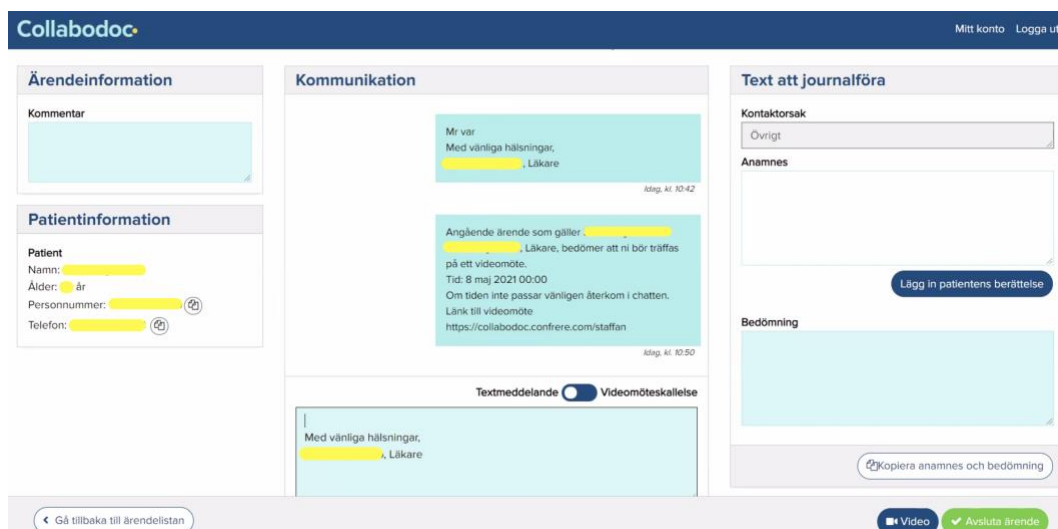 Collabodoc
Mitt konto Logga ut
Ärendeinformation
Kommentar
Patientinformation
Patient
Namn:
Ålder: år
Personnummer:
Telefon:
Kommunikation
Mr var
Med vänliga hälsningar,
, Läkare
Idag, kl. 10:42
Angående ärende som gäller
, Läkare, bedömer att ni bör träffas
på ett videomöte.
Tid: 8 maj 2021 00:00
Om tiden inte passar vänligen återkom i chatten.
Länk till videomöte
https://collabodoc.confrere.com/staffan
Idag, kl. 10:50
Textmeddelande Videomöteskallelse
Med vänliga hälsningar,
, Läkare
Text att journalföra
Kontaktorsak
Övrigt
Anamnes
Lägg in patientens berättelse
Bedömning
Kopiera anamnes och bedömning
Gå tillbaka till ärendelistan
Video
Avsluta ärende